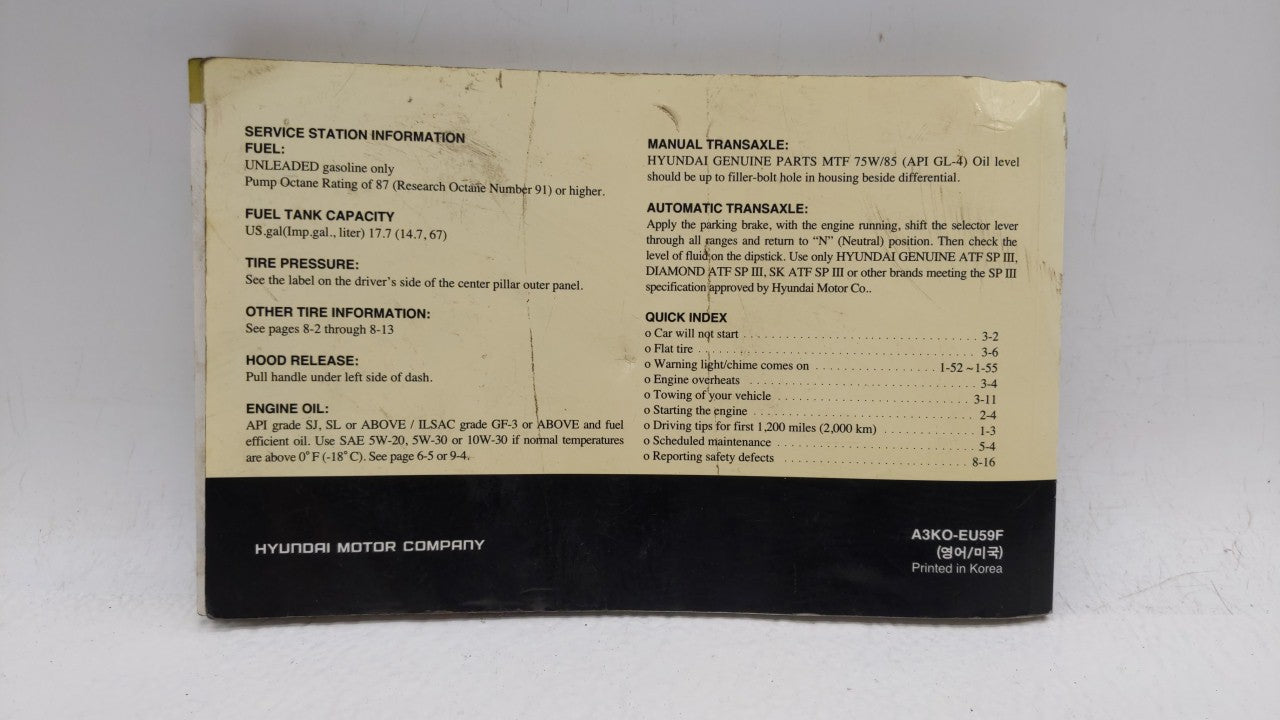 SERVICE STATION INFORMATION
FUEL:
UNLEADED gasoline only
Pump Octane Rating of 87 (Research Octane Number 91) or higher.
FUEL TANK CAPACITY
US.gal(Imp.gal., liter) 17.7 (14.7, 67)
TIRE PRESSURE:
See the label on the driver's side of the center pillar outer panel.
OTHER TIRE INFORMATION:
See pages 8-2 through 8-13
HOOD RELEASE:
Pull handle under left side of dash.
ENGINE OIL:
API grade SJ, SL or ABOVE / ILSAC grade GF-3 or ABOVE and fuel
efficient oil. Use SAE 5W-20, 5W-30 or 10W-30 if normal temperatures
are above 0°F (-18°C). See page 6-5 or 9-4.
MANUAL TRANSAXLE:
HYUNDAI GENUINE PARTS MTF 75W/85 (API GL-4) Oil level
should be up to filler-bolt hole in housing beside differential.
AUTOMATIC TRANSAXLE:
Apply the parking brake, with the engine running, shift the selector lever
through all ranges and return to “N” (Neutral) position. Then check the
level of fluid on the dipstick. Use only HYUNDAI GENUINE ATF SP III,
DIAMOND ATF SP III, SK ATF SP III or other brands meeting the SP III
specification approved by Hyundai Motor Co..
QUICK INDEX
o Car will not start ........................................ 3-2
o Flat tire ........................................ 3-6
o Warning light/chime comes on .................... 1-52 ~ 1-55
o Engine overheats ........................................ 3-4
o Towing of your vehicle .................................... 3-11
o Starting the engine ........................................ 2-4
o Driving tips for first 1,200 miles (2,000 km) .................. 1-3
o Scheduled maintenance .................................... 5-4
o Reporting safety defects .................................. 8-16
HYUNDAI MOTOR COMPANY
A3KO-EU59F
(영어/미국)
Printed in Korea